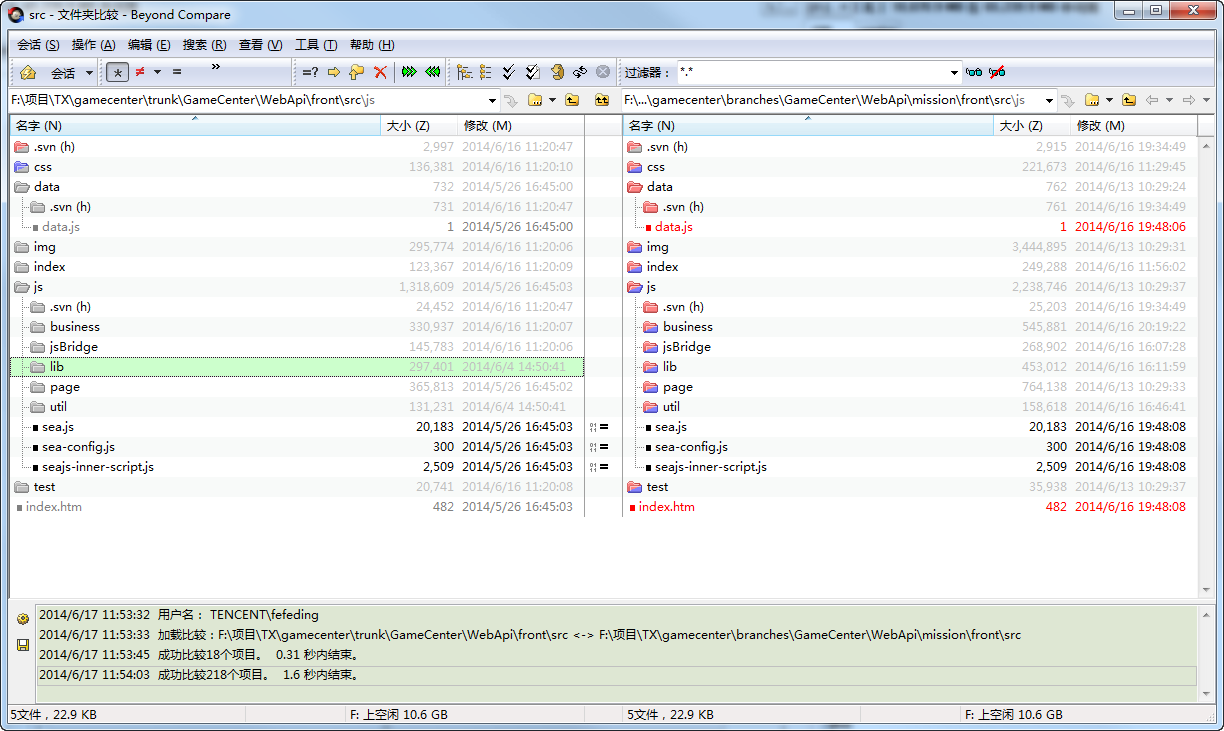 src - 文件夹比较 - Beyond Compare
会话 (S) 操作 (A) 编辑 (E) 搜索 (R) 查看 (V) 工具 (T) 帮助 (H)
会话 * ≠ = » =? 过滤器： *.*
F:\项目\TX\gamecenter\trunk\GameCenter\WebApi\front\src\js F:\...\gamecenter\branches\GameCenter\WebApi\mission\front\src\js
名字 (N) 大小 (Z) 修改 (M) 名字 (N) 大小 (Z) 修改 (M)
.svn (h) 2,997 2014/6/16 11:20:47 .svn (h) 2,915 2014/6/16 19:34:49
css 136,381 2014/6/16 11:20:10 css 221,673 2014/6/16 11:29:45
data 732 2014/5/26 16:45:00 data 762 2014/6/13 10:29:24
.svn (h) 731 2014/6/16 11:20:47 .svn (h) 761 2014/6/16 19:34:49
data.js 1 2014/5/26 16:45:00 data.js 1 2014/6/16 19:48:06
img 295,774 2014/6/16 11:20:06 img 3,444,895 2014/6/13 10:29:31
index 123,367 2014/6/16 11:20:09 index 249,288 2014/6/16 11:56:02
js 1,318,609 2014/5/26 16:45:03 js 2,238,746 2014/6/13 10:29:37
.svn (h) 24,452 2014/6/16 11:20:47 .svn (h) 25,203 2014/6/16 19:34:49
business 330,937 2014/6/16 11:20:07 business 545,881 2014/6/16 20:19:22
jsBridge 145,783 2014/6/16 11:20:06 jsBridge 268,902 2014/6/16 16:07:28
lib 297,401 2014/6/4 14:50:41 lib 453,012 2014/6/16 16:11:59
page 365,813 2014/5/26 16:45:02 page 764,138 2014/6/13 10:29:33
util 131,231 2014/6/4 14:50:41 util 158,618 2014/6/16 16:46:41
sea.js 20,183 2014/5/26 16:45:03 = sea.js 20,183 2014/6/16 19:48:08
sea-config.js 300 2014/5/26 16:45:03 = sea-config.js 300 2014/6/16 19:48:08
seajs-inner-script.js 2,509 2014/5/26 16:45:03 = seajs-inner-script.js 2,509 2014/6/16 19:48:08
test 20,741 2014/6/16 11:20:08 test 35,938 2014/6/13 10:29:37
index.htm 482 2014/5/26 16:45:03 index.htm 482 2014/6/16 19:48:08
2014/6/17 11:53:32 用户名： TENCENT\fefeding
2014/6/17 11:53:33 加载比较：F:\项目\TX\gamecenter\trunk\GameCenter\WebApi\front\src <-> F:\项目\TX\gamecenter\branches\GameCenter\WebApi\mission\front\src
2014/6/17 11:53:45 成功比较18个项目。 0.31 秒内结束。
2014/6/17 11:54:03 成功比较218个项目。 1.6 秒内结束。
5文件，22.9 KB F: 上空闲 10.6 GB 5文件，22.9 KB F: 上空闲 10.6 GB